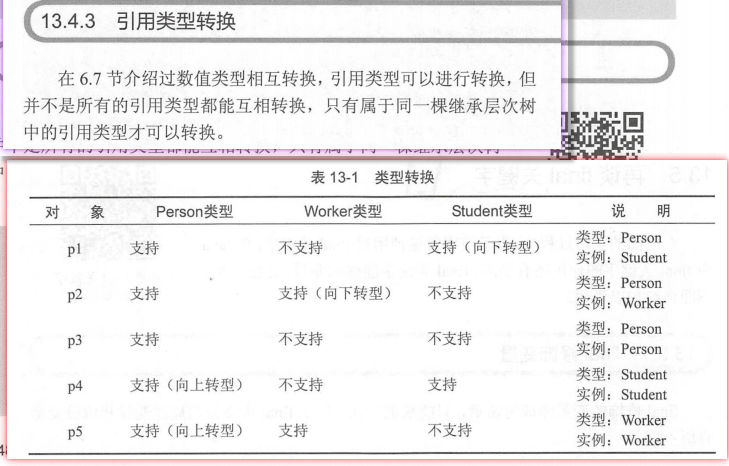 13.4.3 引用类型转换
在 6.7 节介绍过数值类型相互转换，引用类型可以进行转换，但
并不是所有的引用类型都能互相转换，只有属于同一棵继承层次树
中的引用类型才可以转换。
表 13-1 类型转换
对 象 Person类型 Worker类型 Student类型 说 明
p1 支持 不支持 支持（向下转型） 类型：Person
实例：Student
p2 支持 支持（向下转型） 不支持 类型：Person
实例：Worker
p3 支持 不支持 不支持 类型：Person
实例：Person
p4 支持（向上转型） 不支持 支持 类型：Student
实例：Student
p5 支持（向上转型） 支持 不支持 类型：Worker
实例：Worker